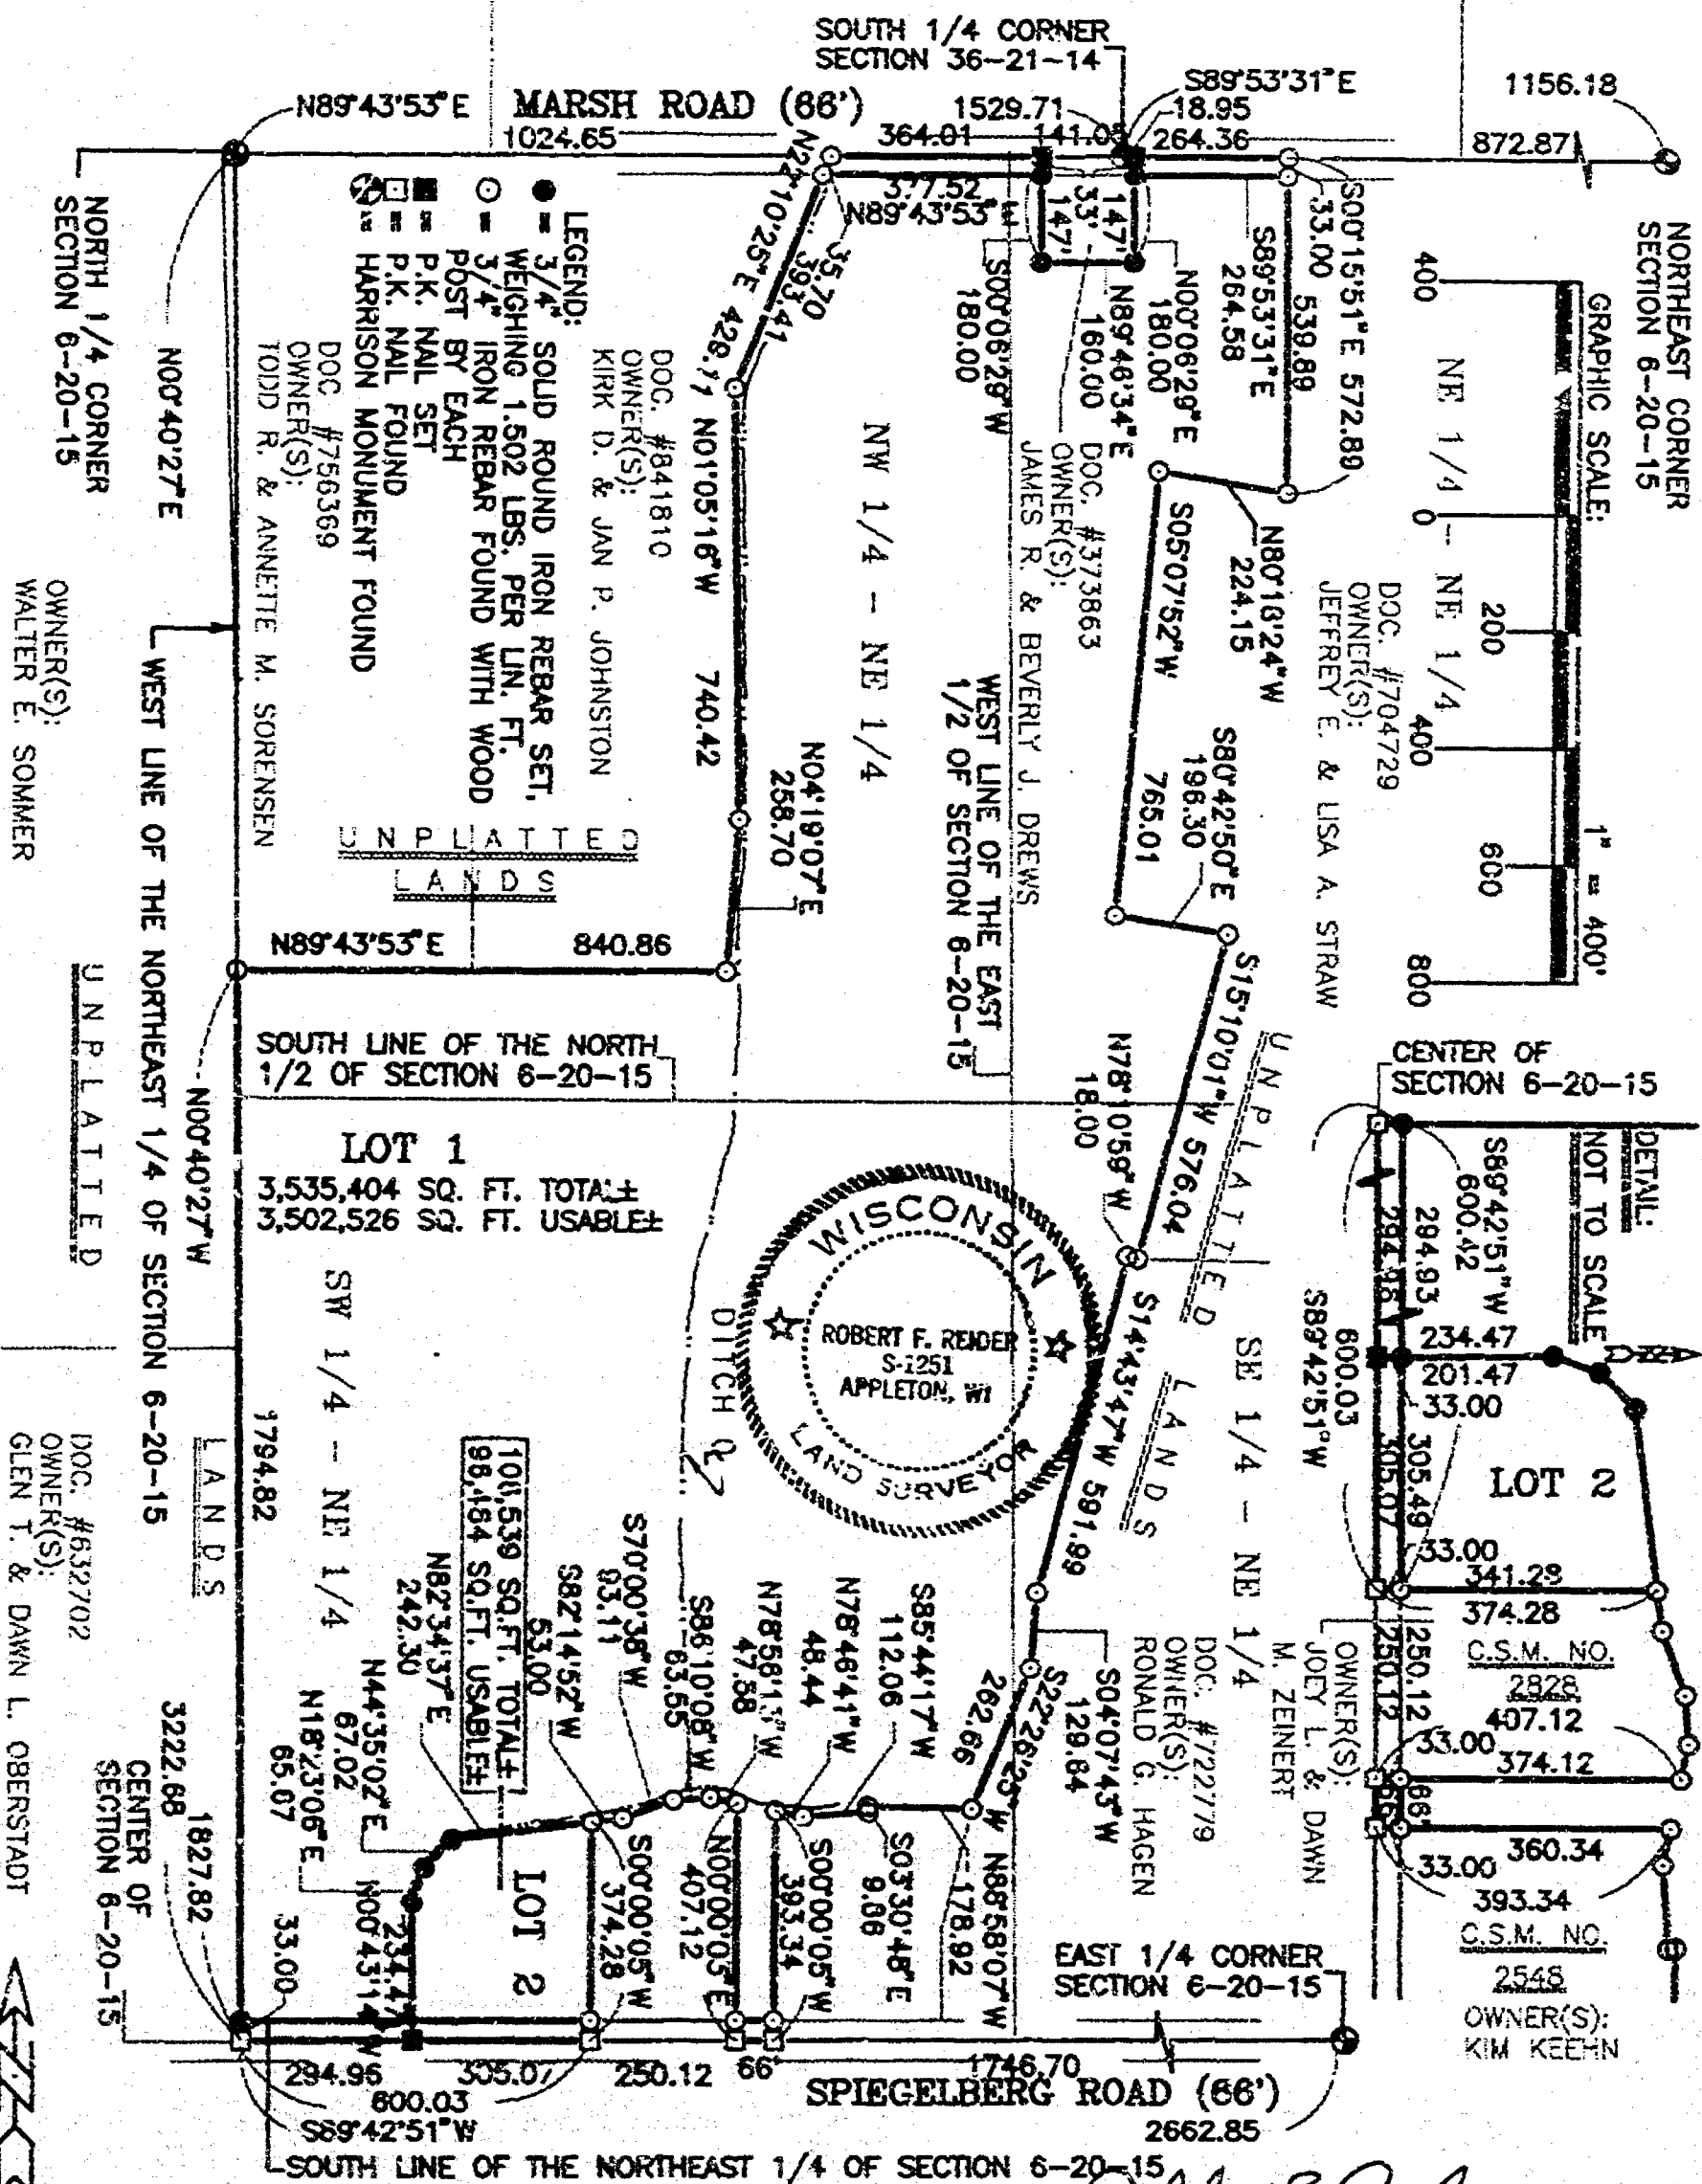 SOUTH 1/4 CORNER
SECTION 36-21-14
N89°43'53"E
MARSH ROAD (66')
1024.65
1529.71
364.01
S89°53'31"E
18.95
264.36
1156.18
872.87
NORTHEAST CORNER
SECTION 6-20-15
GRAPHIC SCALE:
1" = 400'
400
0
200
400
600
800
NE 1/4 - NE 1/4
S00°15'51"E 572.89
33.00
539.89
S89°53'31"E
264.58
N00°06'29"E
180.00
N89°46'34"E
160.00
147'
33'
147'
377.52
S00°06'29"W
180.00
35.70
393.41
DOC. #373863
OWNER(S):
JAMES R. & BEVERLY J. DREWS
N80°18'24"W
224.15
S05°07'52"W
765.01
DOC. #704729
OWNER(S):
JEFFREY E. & LISA A. STRAW
S80°42'50"E
196.30
S15°10'01"W 576.04
N78°10'59"W
18.00
UNPLATTED LANDS
WEST LINE OF THE EAST
1/2 OF SECTION 6-20-15
NW 1/4 - NE 1/4
N01°05'16"W 740.42
N04°19'07"E
258.70
DOC. #841810
OWNER(S):
KIRK D. & JAN P. JOHNSTON
LEGEND:
● = 3/4" SOLID ROUND IRON REBAR SET,
WEIGHING 1.502 LBS. PER LIN. FT.
○ = 3/4" IRON REBAR FOUND WITH WOOD
POST BY EACH
■ = P.K. NAIL SET
□ = P.K. NAIL FOUND
= HARRISON MONUMENT FOUND
DOC #756369
OWNER(S):
TODD R. & ANNETTE M. SORENSEN
UNPLATTED
LANDS
NORTH 1/4 CORNER
SECTION 6-20-15
N00°40'27"E
WEST LINE OF THE NORTHEAST 1/4 OF SECTION 6-20-15
OWNER(S):
WALTER E. SOMMER
N89°43'53"E
840.86
UNPLATTED
LANDS
SOUTH LINE OF THE NORTH
1/2 OF SECTION 6-20-15
N00°40'27"W
LOT 1
3,535,404 SQ. FT. TOTAL±
3,502,526 SQ. FT. USABLE±
SW 1/4 - NE 1/4
1794.82
DITCH
WISCONSIN
ROBERT F. REIDER
S-1251
APPLETON, WI
LAND SURVEYOR
S14°43'47"W 591.99
SE 1/4 - NE 1/4
CENTER OF
SECTION 6-20-15
DETAIL:
NOT TO SCALE
S89°42'51"W
600.42
294.93
294.96
234.47
201.47
33.00
600.03
S89°42'51"W
305.49
305.07
LOT 2
33.00
341.28
374.28
C.S.M. NO.
2828
407.12
250.12
250.12
33.00
374.12
66'
66'
360.34
33.00
393.34
C.S.M. NO.
2548
OWNER(S):
KIM KEEHN
OWNER(S):
JOEY L. & DAWN
M. ZEINERT
DOC. #722779
OWNER(S):
RONALD G. HAGEN
S04°07'43"W
129.64
S22°26'25"W
262.66
N88°58'07"W
178.92
S03°30'48"E
9.86
S85°44'17"W
112.06
N78°46'41"W
48.44
N78°58'13"W
47.58
S86°10'08"W
63.55
S70°00'38"W
93.11
S82°14'52"W
53.00
N82°34'37"E
242.30
N44°35'02"E
67.02
N18°23'06"E
65.07
N00°43'14"W
234.47
S00°00'05"W
393.34
N00°00'05"E
407.12
S00°00'05"W
374.28
LOT 2
98,464 SQ.FT. USABLE±
DOC. #632702
OWNER(S):
GLEN T. & DAWN L. OBERSTADT
1827.82
3222.68
33.00
CENTER OF
SECTION 6-20-15
EAST 1/4 CORNER
SECTION 6-20-15
294.96
305.07
250.12
66'
1746.70
600.03
SPIEGELBERG ROAD (66')
S89°42'51"W
2662.85
SOUTH LINE OF THE NORTHEAST 1/4 OF SECTION 6-20-15